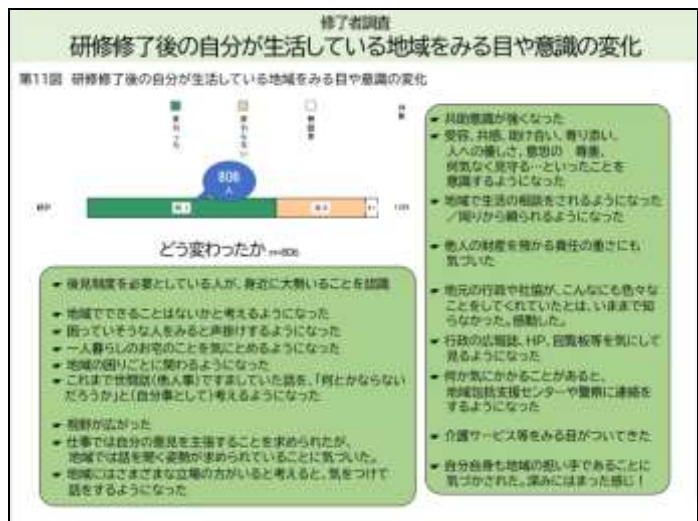 修了者調査
研修修了後の自分が生活している地域をみる目や意識の変化
第11図 研修修了後の自分が生活している地域をみる目や意識の変化
変わった
変わらない
無回答
806
人
どう変わったか n=806
☛ 後見制度を必要としている人が、身近に大勢いることを認識
☛ 地域でできることはないかと考えるようになった
☛ 困っていそうな人をみると声掛けするようになった
☛ 一人暮らしのお宅のことを気にとめるようになった
☛ 地域の困りごとに関わるようになった
☛ これまで世間話(他人事)ですましていた話を、「何とかならない
だろうか」と(自分事として)考えるようになった
☛ 視野が広がった
☛ 仕事では自分の意見を主張することを求められたが、
地域では話を聞く姿勢が求められていることに気づいた。
☛ 地域にはさまざまな立場の方がいると考えると、気をつけて
話をするようになった
☛ 共助意識が強くなった
☛ 受容、共感、助け合い、寄り添い、
人への優しさ、意思の 尊重、
何気なく見守る…といったことを
意識するようになった
☛ 地域で生活の相談をされるようになった
/周りから頼られるようになった
☛ 他人の財産を預かる責任の重さにも
気づいた
☛ 地元の行政や社協が、こんなにも色々な
ことをしてくれていたとは、いままで知
らなかった。感動した。
☛ 行政の広報誌、HP、回覧板等を気にして
見るようになった
☛ 何か気にかかることがあると、
地域包括支援センターや警察に連絡を
するようになった
☛ 介護サービス等をみる目がついてきた
☛ 自分自身も地域の担い手であることに
気づかされた。深みにはまった感じ!